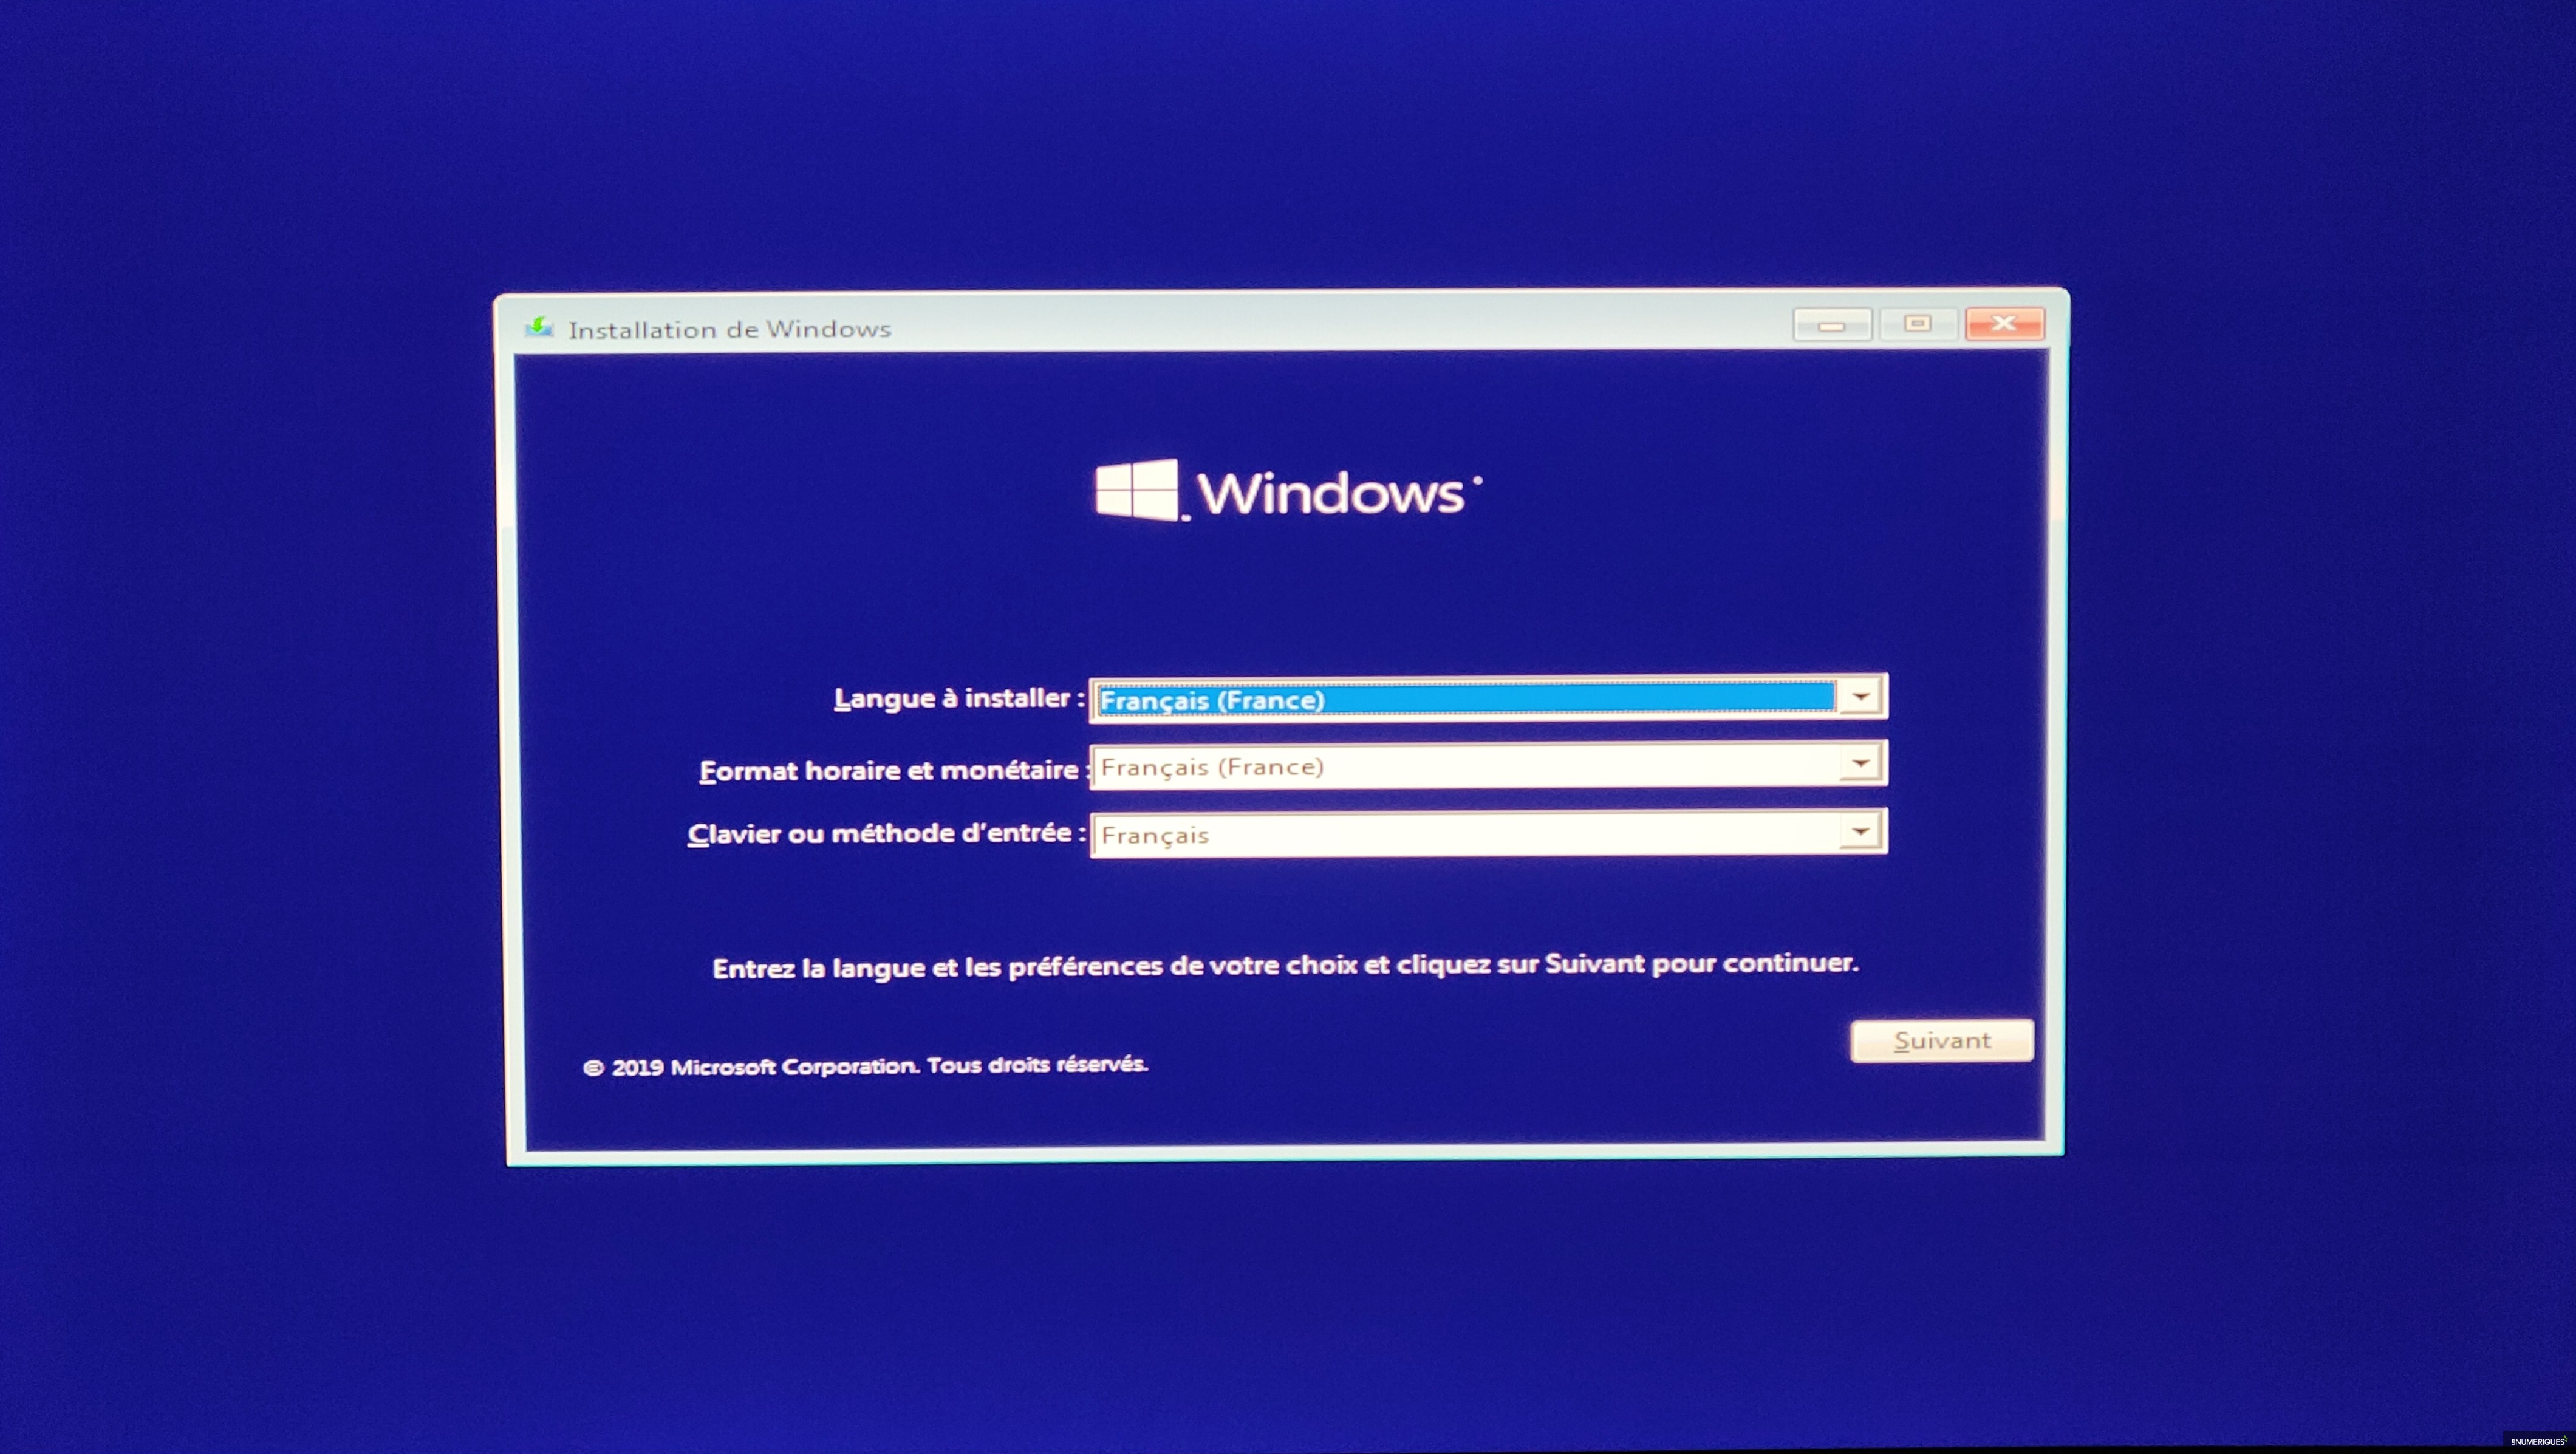 Installation de Windows
Windows
Langue à installer : Français (France)
Format horaire et monétaire : Français (France)
Clavier ou méthode d'entrée : Français
Entrez la langue et les préférences de votre choix et cliquez sur Suivant pour continuer.
Suivant
© 2019 Microsoft Corporation. Tous droits réservés.
LES NUMERIQUES